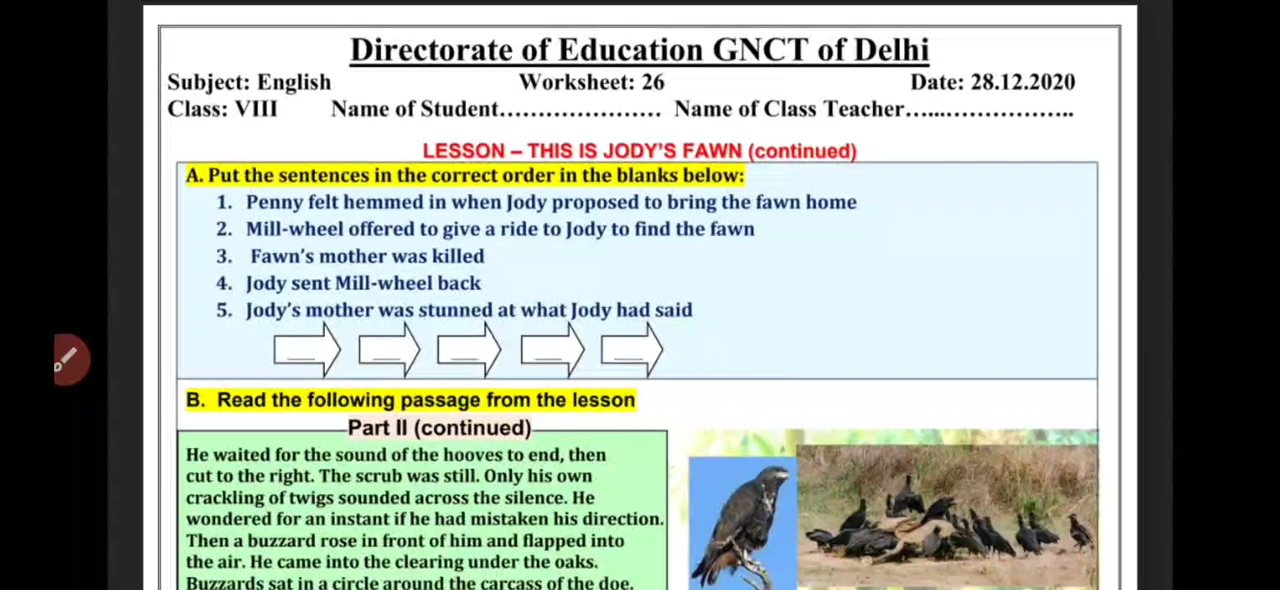 Directorate of Education GNCT of Delhi
Subject: English Worksheet: 26 Date: 28.12.2020
Class: VIII Name of Student………………… Name of Class Teacher…...………………..
LESSON – THIS IS JODY'S FAWN (continued)
A. Put the sentences in the correct order in the blanks below:
1. Penny felt hemmed in when Jody proposed to bring the fawn home
2. Mill-wheel offered to give a ride to Jody to find the fawn
3. Fawn's mother was killed
4. Jody sent Mill-wheel back
5. Jody's mother was stunned at what Jody had said
B. Read the following passage from the lesson
Part II (continued)
He waited for the sound of the hooves to end, then
cut to the right. The scrub was still. Only his own
crackling of twigs sounded across the silence. He
wondered for an instant if he had mistaken his direction.
Then a buzzard rose in front of him and flapped into
the air. He came into the clearing under the oaks.
Buzzards sat in a circle around the carcass of the doe.